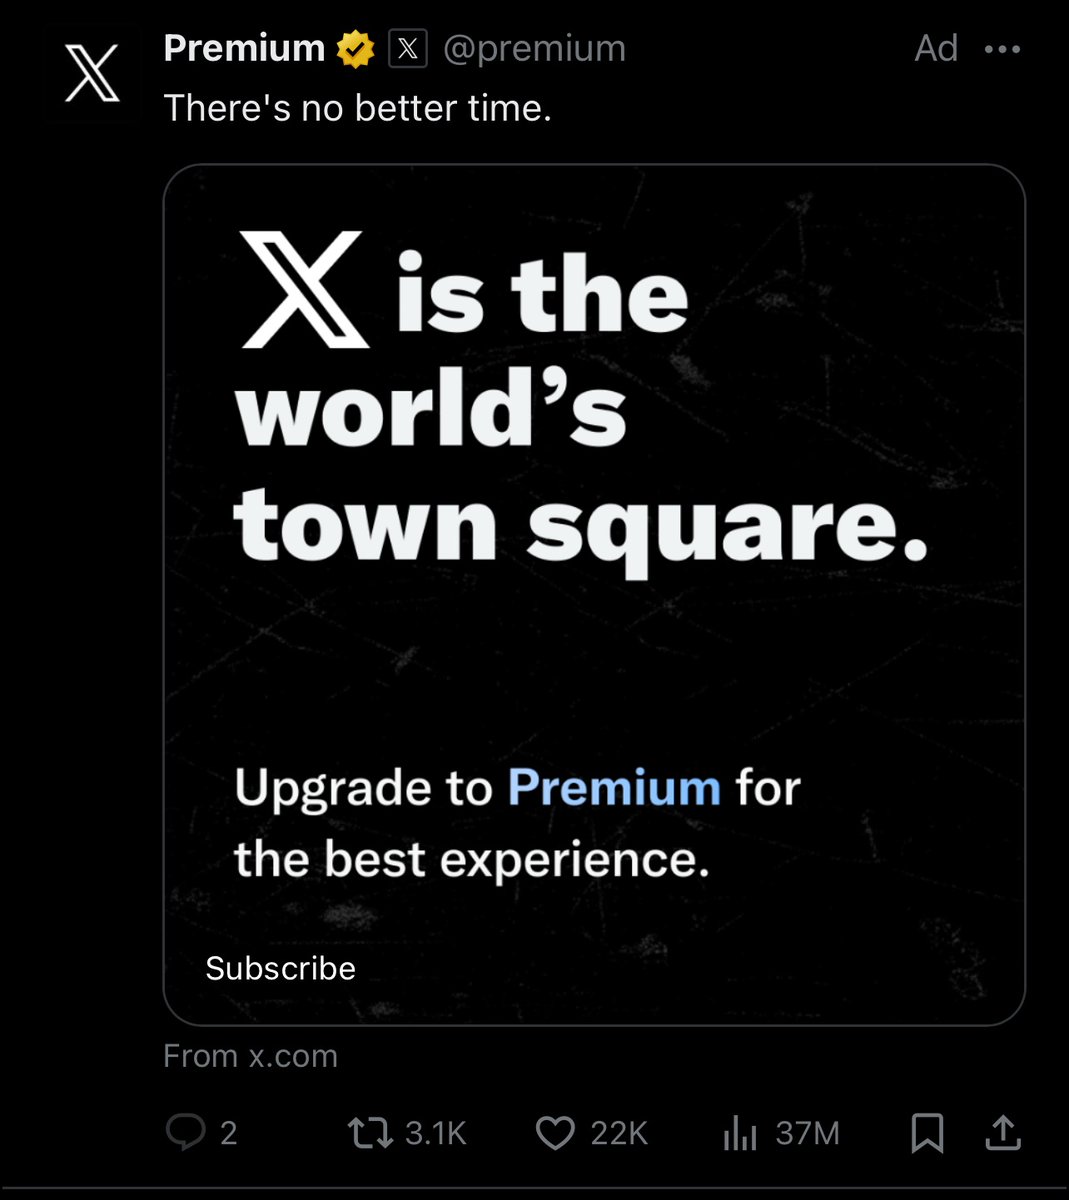 Premium @premium Ad
There's no better time.
X is the
world’s
town square.
Upgrade to Premium for
the best experience.
Subscribe
From x.com
2 3.1K 22K 37M